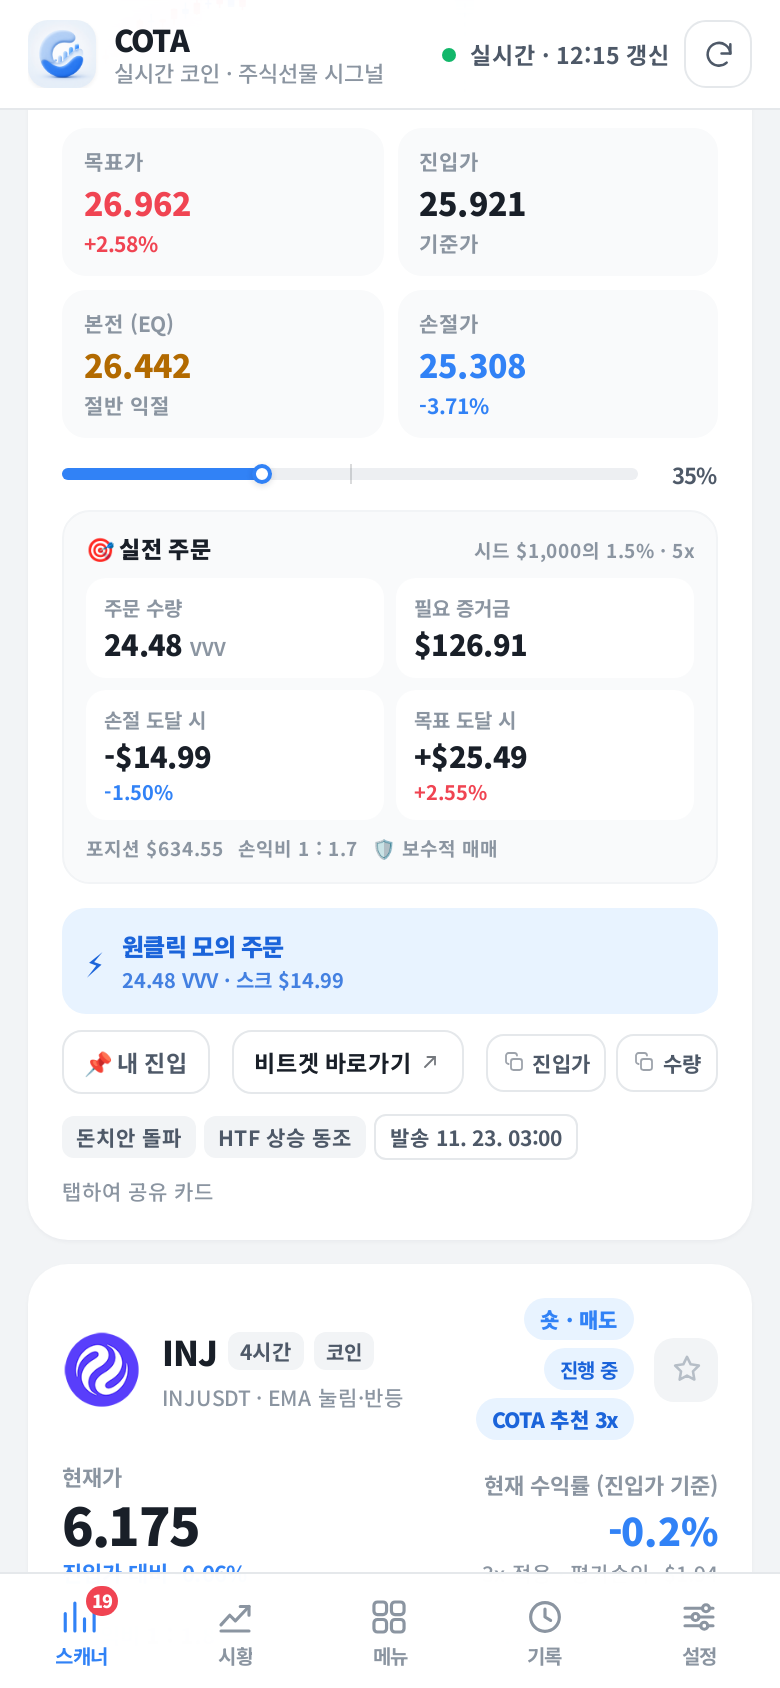 COTA
실시간 코인 · 주식선물 시그널
실시간 · 12:15 갱신
목표가
26.962
+2.58%
진입가
25.921
기준가
본전 (EQ)
26.442
절반 익절
손절가
25.308
-3.71%
35%
실전 주문
시드 $1,000의 1.5% · 5x
주문 수량
24.48 VVV
필요 증거금
$126.91
손절 도달 시
-$14.99
-1.50%
목표 도달 시
+$25.49
+2.55%
포지션 $634.55 손익비 1 : 1.7 보수적 매매
원클릭 모의 주문
24.48 VVV · 스크 $14.99
내 진입
비트겟 바로가기
진입가
수량
돈치안 돌파
HTF 상승 동조
발송 11. 23. 03:00
탭하여 공유 카드
INJ 4시간 코인
INJUSDT · EMA 눌림·반등
숏 · 매도
진행 중
COTA 추천 3x
현재가
6.175
진입가 대비 -0.06%
현재 수익률 (진입가 기준)
-0.2%
19
스캐너
시황
메뉴
기록
설정